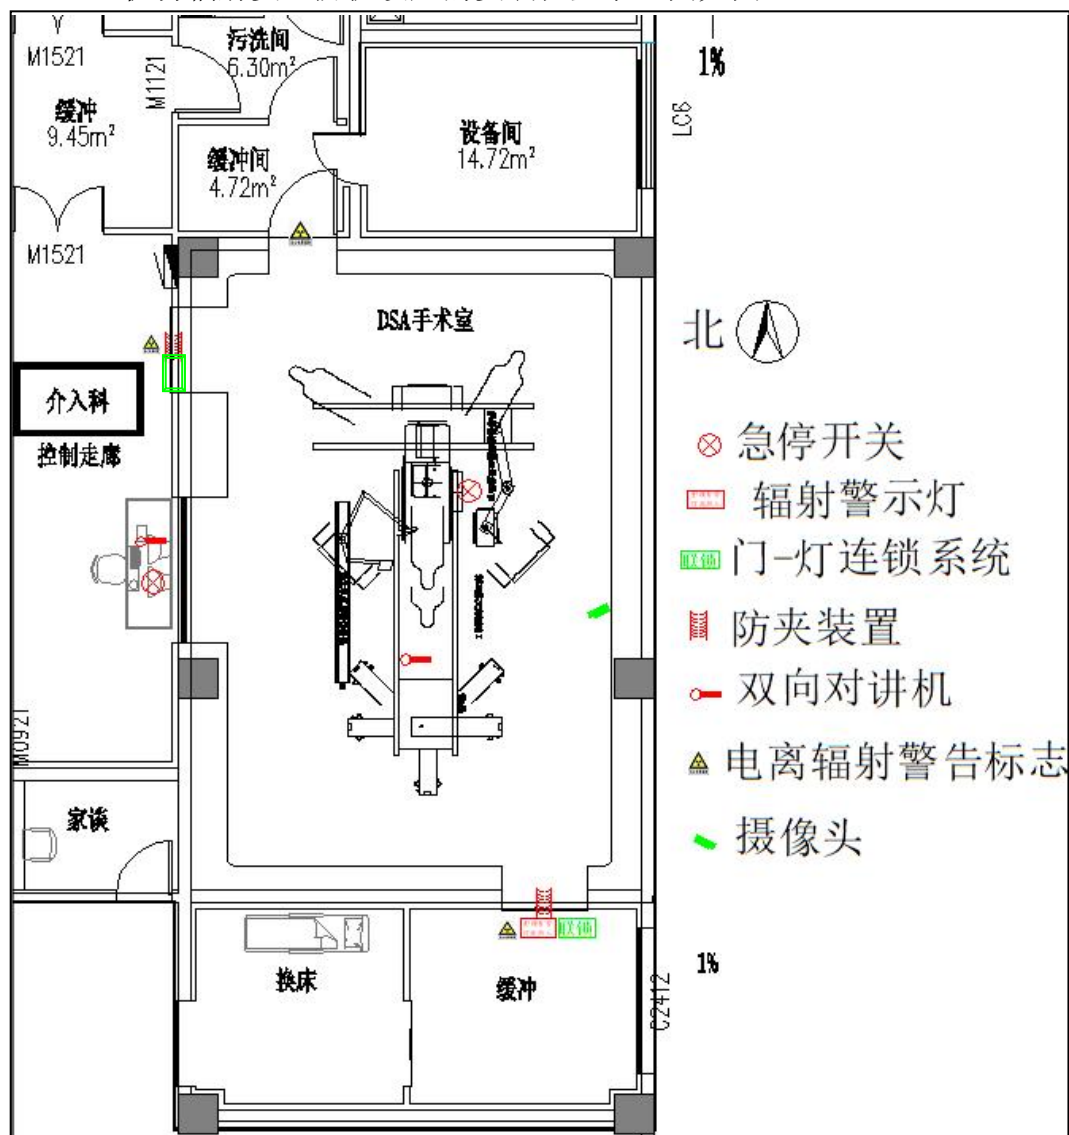 M1521
M1121
污洗间
6.30m²
1%
缓冲
9.45m²
缓冲间
4.72m²
设备间
14.72m²
LC6
M1521
DSA手术室
北
介入科
控制走廊
急停开关
辐射警示灯
联锁
门-灯连锁系统
防夹装置
双向对讲机
M0921
电离辐射警告标志
家谈
摄像头
联锁
换床
缓冲
1%
C2412